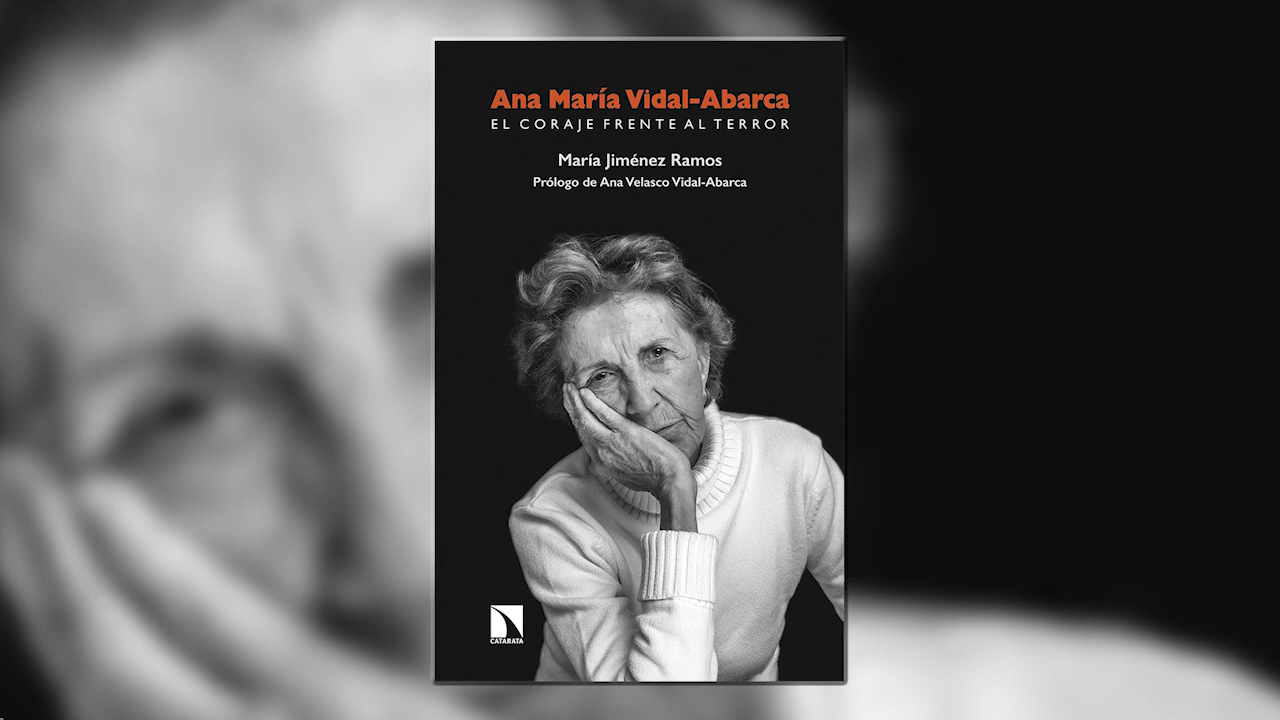 Ana María Vidal-Abarca
EL CORAJE FRENTE AL TERROR
María Jiménez Ramos
Prólogo de Ana Velasco Vidal-Abarca
CATARATA